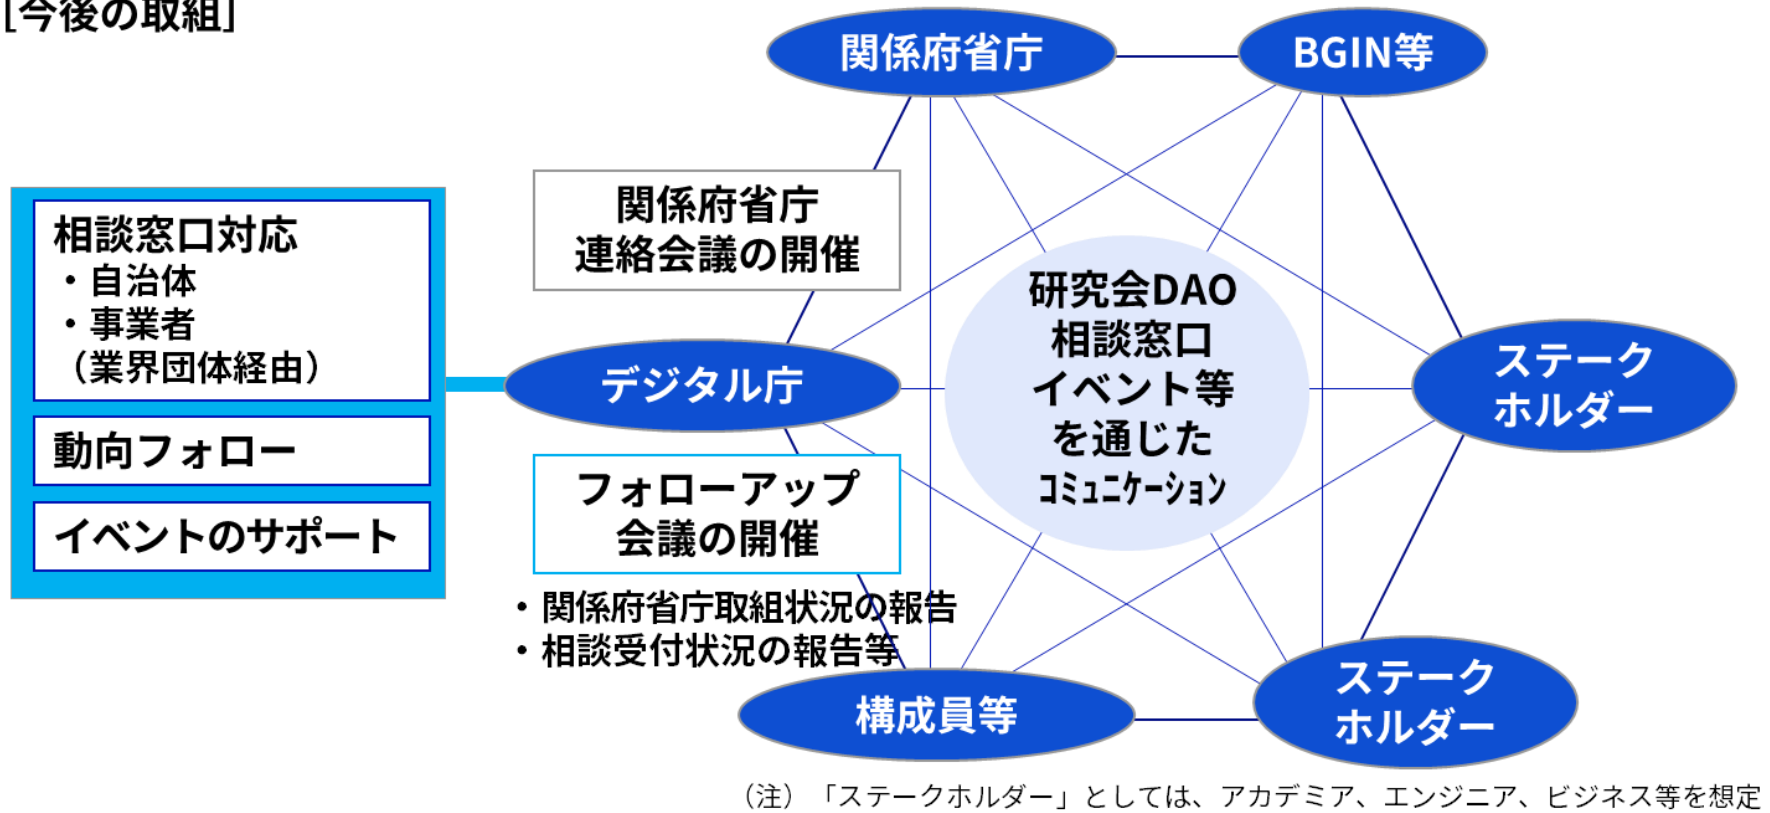 ［今後の取組］
関係府省庁
BGIN等
関係府省庁
連絡会議の開催
相談窓口対応
・自治体
・事業者
（業界団体経由）
動向フォロー
イベントのサポート
デジタル庁
研究会DAO
相談窓口
イベント等
を通じた
ｺﾐｭﾆｹｰｼｮﾝ
ステーク
ホルダー
フォローアップ
会議の開催
・関係府省庁取組状況の報告
・相談受付状況の報告等
構成員等
ステーク
ホルダー
（注）「ステークホルダー」としては、アカデミア、エンジニア、ビジネス等を想定